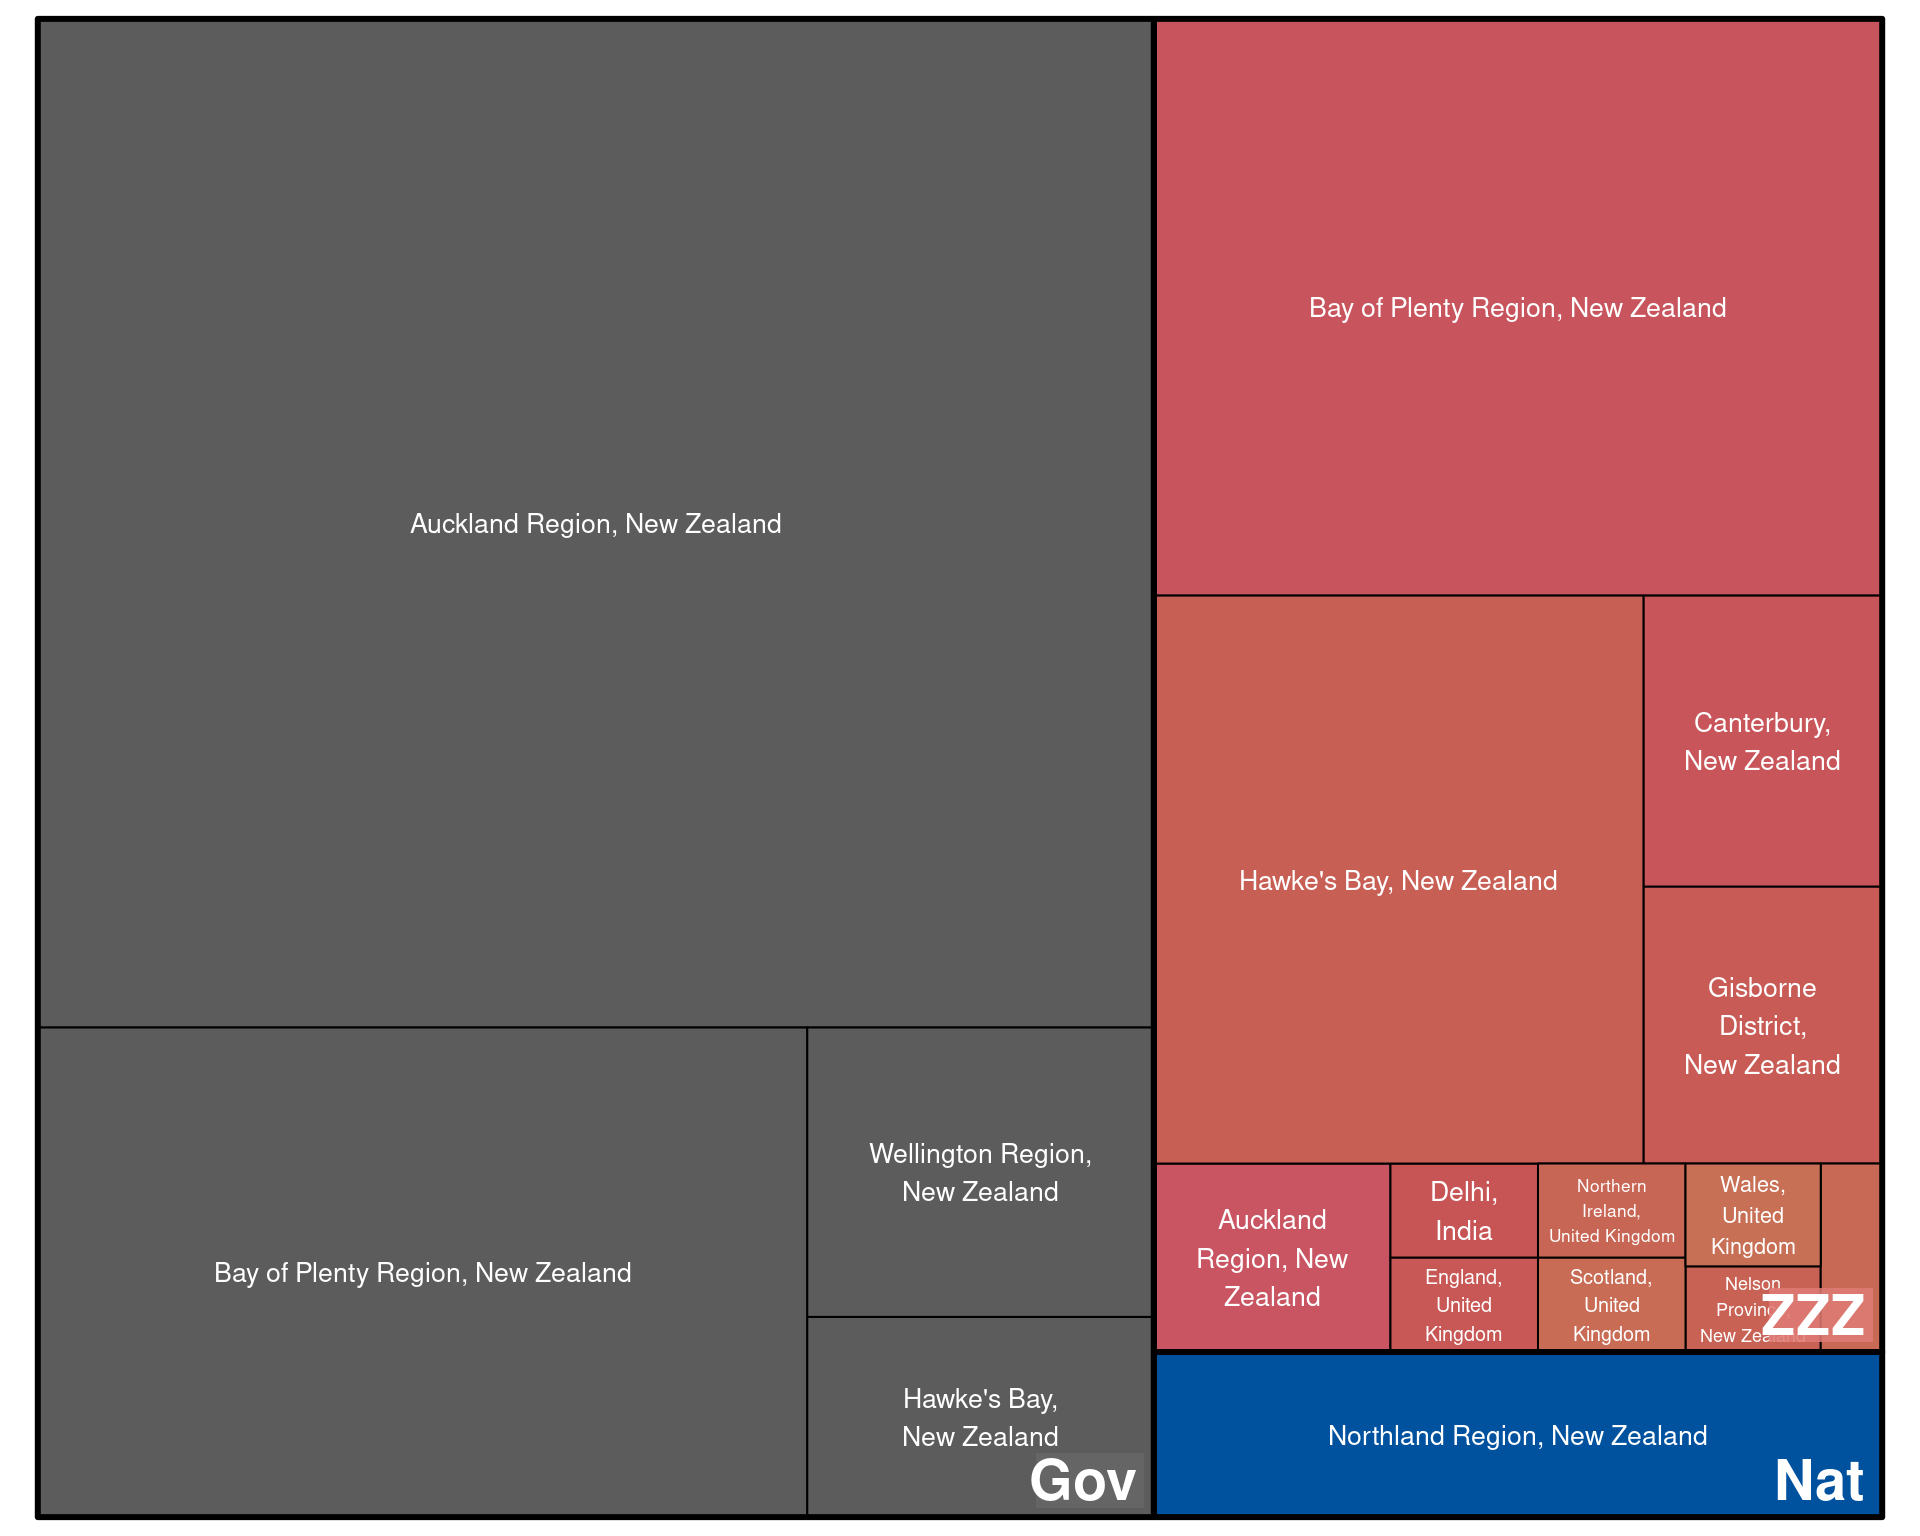 Auckland Region, New Zealand
Bay of Plenty Region, New Zealand
Wellington Region,
New Zealand
Hawke's Bay,
New Zealand
Gov
Bay of Plenty Region, New Zealand
Hawke's Bay, New Zealand
Canterbury,
New Zealand
Gisborne
District,
New Zealand
Auckland
Region, New
Zealand
Delhi,
India
England,
United
Kingdom
Northern
Ireland,
United Kingdom
Scotland,
United
Kingdom
Wales,
United
Kingdom
Nelson
New Zealand
ZZZ
Northland Region, New Zealand
Nat